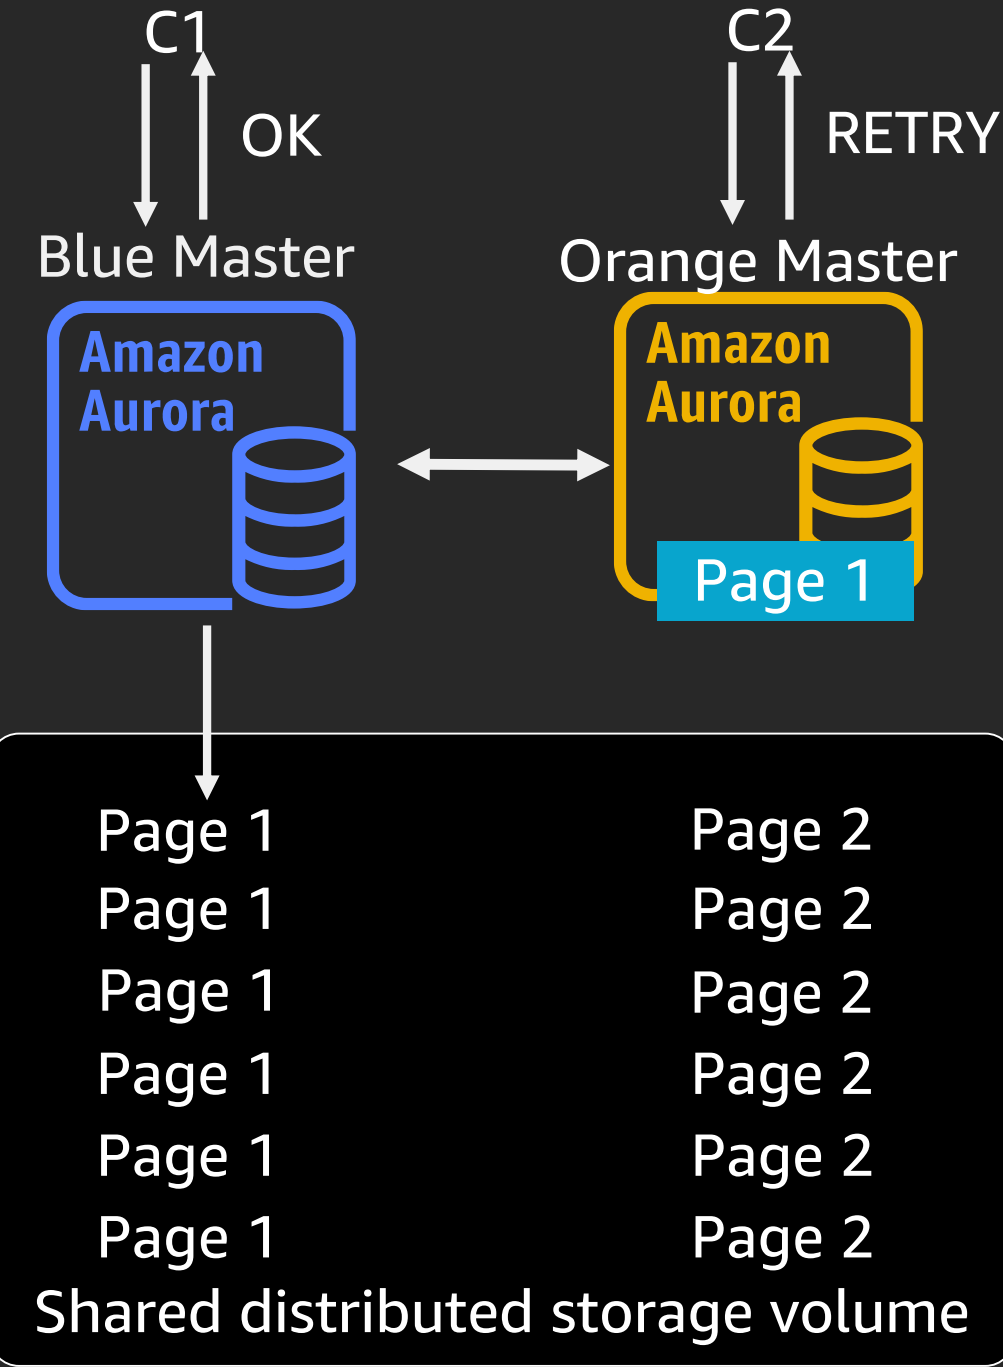 C1
C2
OK
RETRY
Blue Master
Orange Master
Amazon
Aurora
Amazon
Aurora
Page 1
Page 1
Page 2
Page 1
Page 2
Page 1
Page 2
Page 1
Page 2
Page 1
Page 2
Page 1
Page 2
Shared distributed storage volume